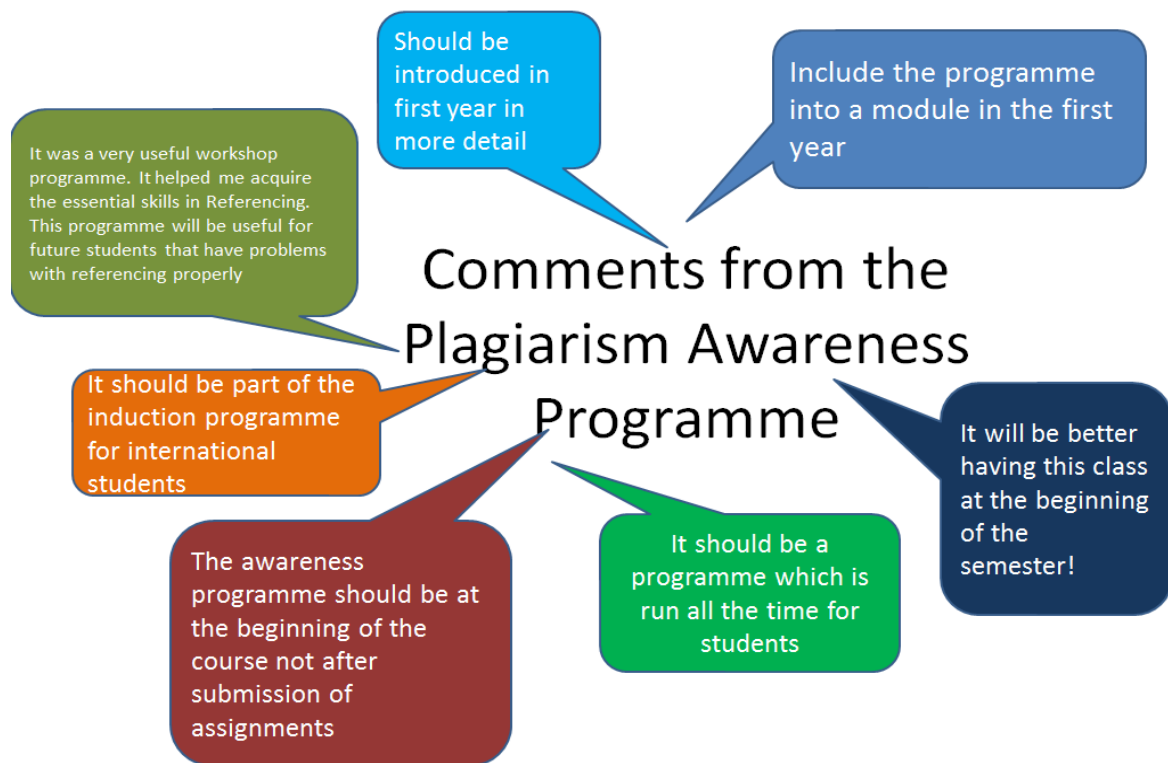 Should be
introduced in
first year in
more detail
Include the programme
into a module in the first
year
It was a very useful workshop
programme. It helped me acquire
the essential skills in Referencing.
This programme will be useful for
future students that have problems
with referencing properly
Comments from the
Plagiarism Awareness
Programme
It should be part of the
induction programme
for international
students
It will be better
having this class
at the beginning
of the
semester!
The awareness
programme should be at
the beginning of the
course not after
submission of
assignments
It should be a
programme which is
run all the time for
students